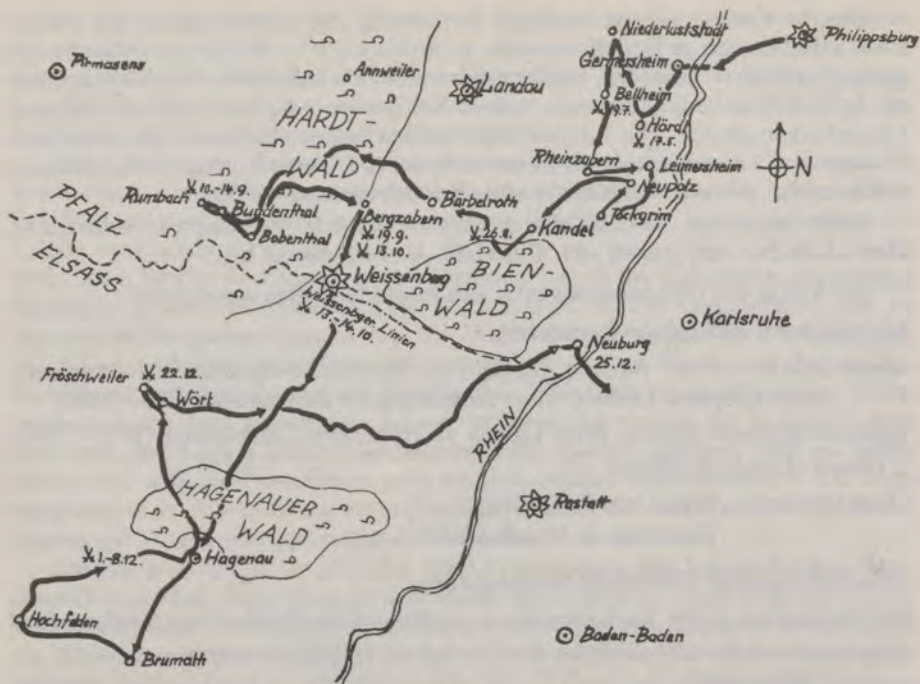 Niederluststadt
Philippsburg
Germersheim
Pirmasens
Annweiler
Landau
Bellheim
19.7.
Hördt
17.5.
HARDT-
WALD
Rheinzabern
Leimersheim
Neupotz
N
Jockgrim
10.-14.9.
Rumbach
Bundenthal
Bobenthal
Bärbelroth
Bergzabern
19.9.
13.10.
26.8.
Kandel
PFALZ
ELSASS
Weissenburg
BIEN-
WALD
Weissenbger. Linien
13.-14.10.
Karlsruhe
Neuburg
25.12.
22.12.
Fröschweiler
Wört
RHEIN
HAGENAUER
WALD
Rastatt
1.-8.12.
Hagenau
Hochfelden
Brumath
Baden-Baden